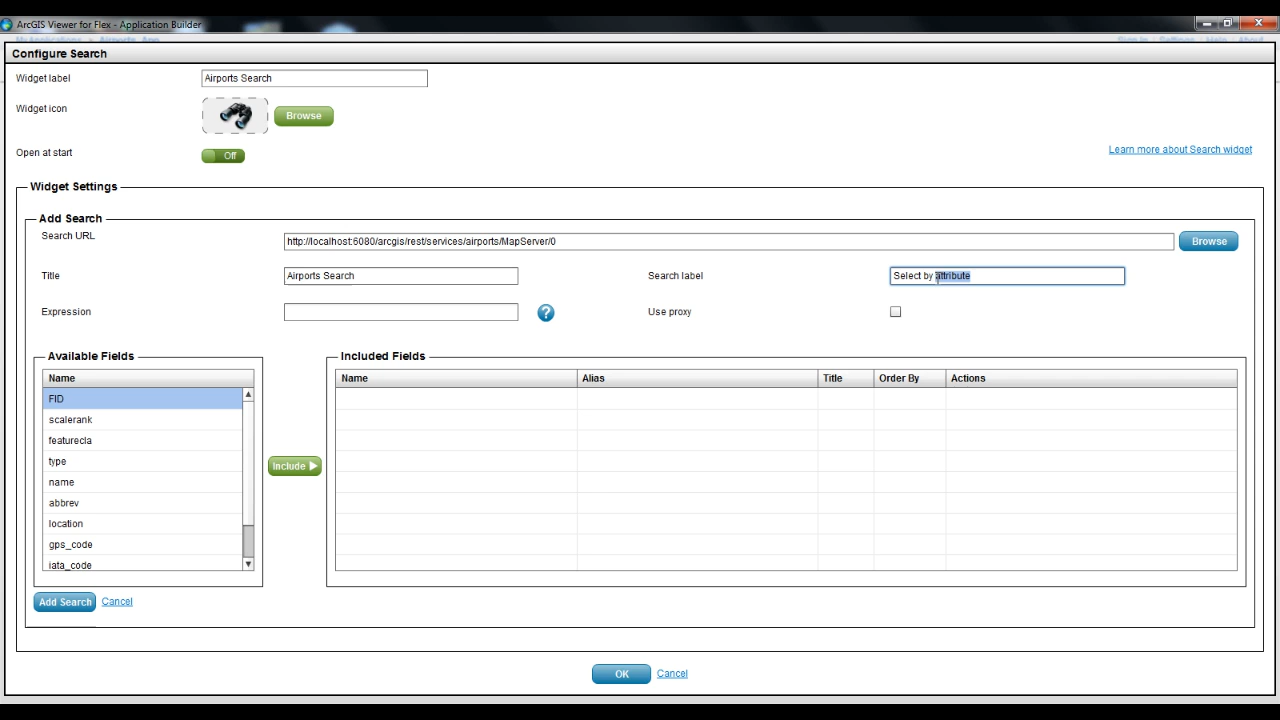 ArcGIS Viewer for Flex - Application Builder
Configure Search
Widget label
Airports Search
Widget icon
Browse
Open at start
Off
Learn more about Search widget
Widget Settings
Add Search
Search URL
http://localhost:6080/arcgis/rest/services/airports/MapServer/0
Browse
Title
Airports Search
Search label
Select by attribute
Expression
?
Use proxy
Available Fields
Included Fields
Name
Name Alias Title Order By Actions
FID
scalerank
featurecla
type
name
abbrev
location
gps_code
iata_code
Include
Add Search
Cancel
OK
Cancel